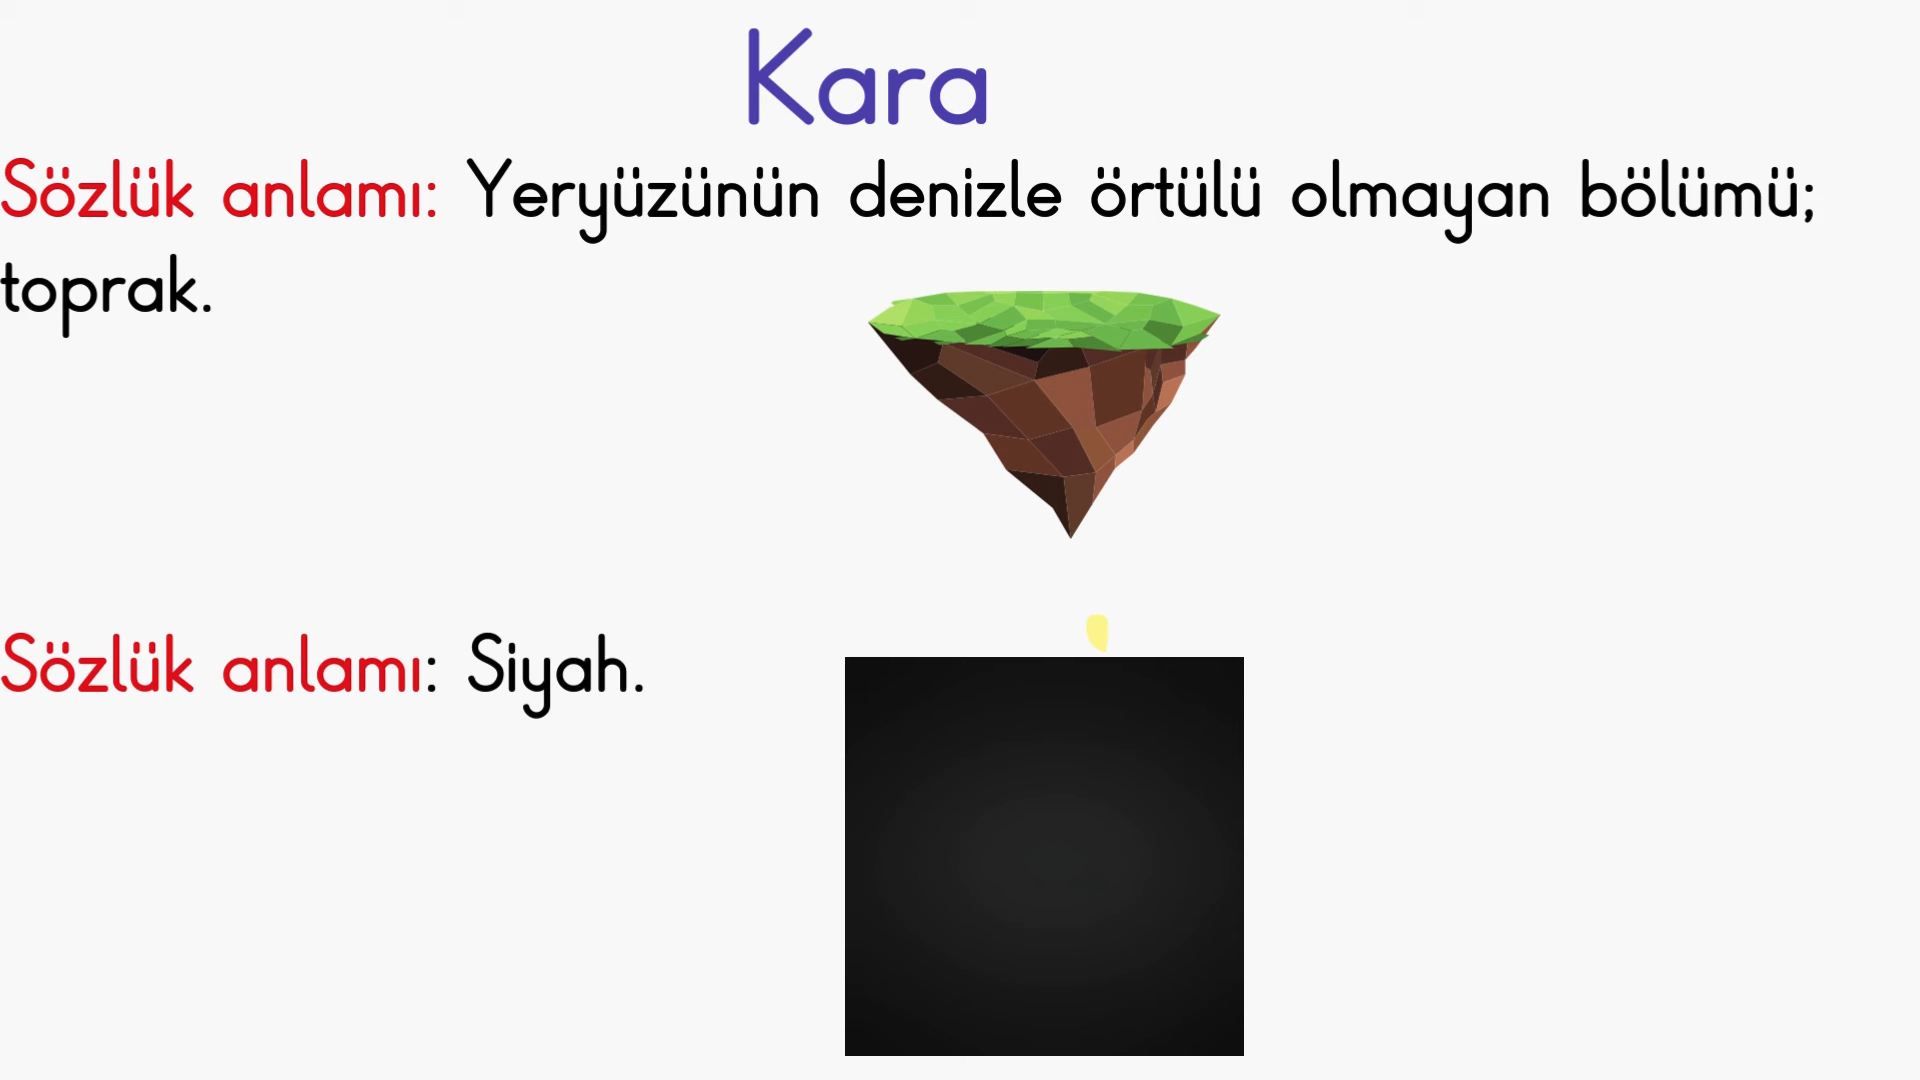 Kara
Sözlük anlamı: Yeryüzünün denizle örtülü olmayan bölümü;
toprak.
Sözlük anlamı: Siyah.